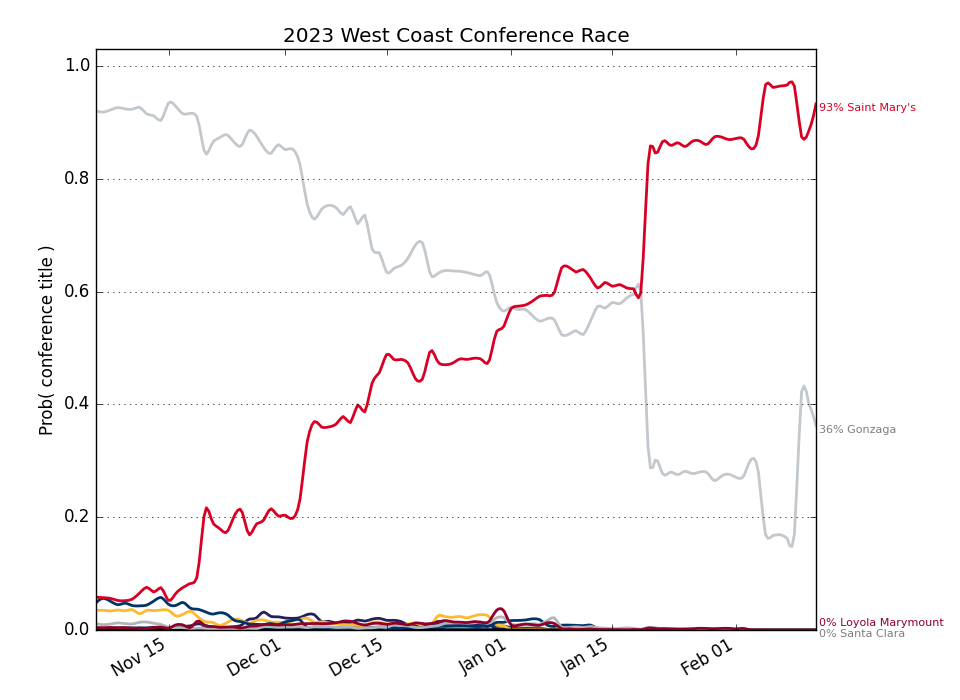 2023 West Coast Conference Race
Prob( conference title )
1.0
0.8
0.6
0.4
0.2
0.0
Nov 15
Dec 01
Dec 15
Jan 01
Jan 15
Feb 01
93% Saint Mary's
36% Gonzaga
0% Loyola Marymount
0% Santa Clara